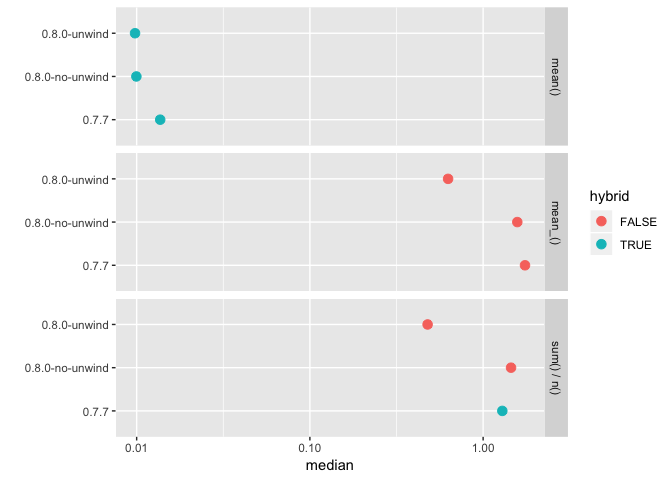 0.8.0-unwind
0.8.0-no-unwind
0.7.7
mean()
0.8.0-unwind
0.8.0-no-unwind
0.7.7
mean_()
0.8.0-unwind
0.8.0-no-unwind
0.7.7
sum() / n()
0.01 0.10 1.00
median
hybrid
FALSE
TRUE